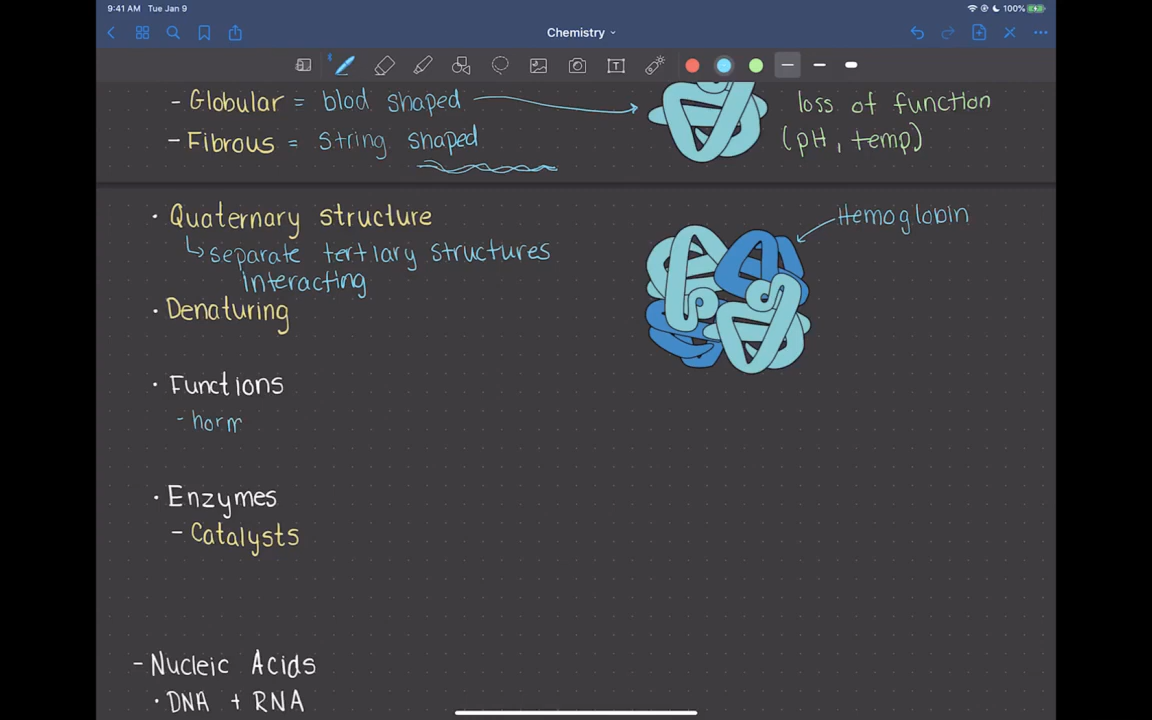 9:41 AM Tue Jan 9
100%
Chemistry
- Globular = blod shaped
loss of function
- Fibrous = string shaped
(pH, temp)
· Quaternary structure
Hemoglobin
separate tertiary structures
interacting
· Denaturing
· Functions
- horm
· Enzymes
- Catalysts
- Nucleic Acids
· DNA + RNA